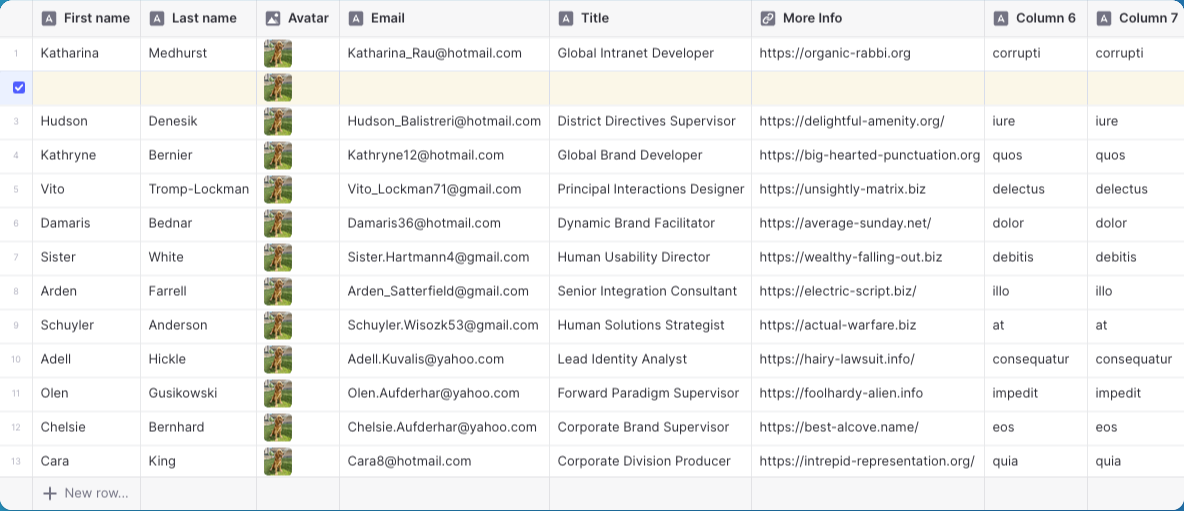 First name Last name Avatar Email Title More Info Column 6 Column 7
1 Katharina Medhurst Katharina_Rau@hotmail.com Global Intranet Developer https://organic-rabbi.org corrupti corrupti
3 Hudson Denesik Hudson_Balistreri@hotmail.com District Directives Supervisor https://delightful-amenity.org/ iure iure
4 Kathryne Bernier Kathryne12@hotmail.com Global Brand Developer https://big-hearted-punctuation.org quos quos
5 Vito Tromp-Lockman Vito_Lockman71@gmail.com Principal Interactions Designer https://unsightly-matrix.biz delectus delectus
6 Damaris Bednar Damaris36@hotmail.com Dynamic Brand Facilitator https://average-sunday.net/ dolor dolor
7 Sister White Sister.Hartmann4@gmail.com Human Usability Director https://wealthy-falling-out.biz debitis debitis
8 Arden Farrell Arden_Satterfield@gmail.com Senior Integration Consultant https://electric-script.biz/ illo illo
9 Schuyler Anderson Schuyler.Wisozk53@gmail.com Human Solutions Strategist https://actual-warfare.biz at at
10 Adell Hickle Adell.Kuvalis@yahoo.com Lead Identity Analyst https://hairy-lawsuit.info/ consequatur consequatur
11 Olen Gusikowski Olen.Aufderhar@yahoo.com Forward Paradigm Supervisor https://foolhardy-alien.info impedit impedit
12 Chelsie Bernhard Chelsie.Aufderhar@yahoo.com Corporate Brand Supervisor https://best-alcove.name/ eos eos
13 Cara King Cara8@hotmail.com Corporate Division Producer https://intrepid-representation.org/ quia quia
New row...